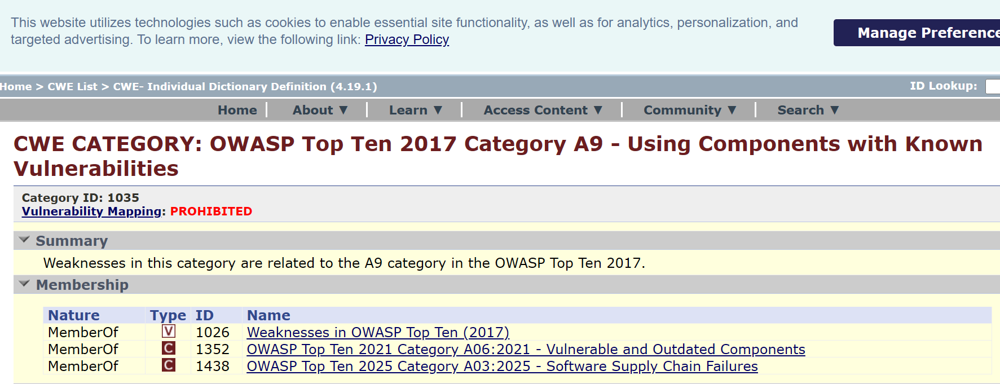 This website utilizes technologies such as cookies to enable essential site functionality, as well as for analytics, personalization, and
targeted advertising. To learn more, view the following link: Privacy Policy
Manage Preference
Home > CWE List > CWE- Individual Dictionary Definition (4.19.1)
ID Lookup:
Home About ▼ Learn ▼ Access Content ▼ Community ▼ Search ▼
CWE CATEGORY: OWASP Top Ten 2017 Category A9 - Using Components with Known
Vulnerabilities
Category ID: 1035
Vulnerability Mapping: PROHIBITED
Summary
Weaknesses in this category are related to the A9 category in the OWASP Top Ten 2017.
Membership
Nature Type ID Name
MemberOf V 1026 Weaknesses in OWASP Top Ten (2017)
MemberOf C 1352 OWASP Top Ten 2021 Category A06:2021 - Vulnerable and Outdated Components
MemberOf C 1438 OWASP Top Ten 2025 Category A03:2025 - Software Supply Chain Failures